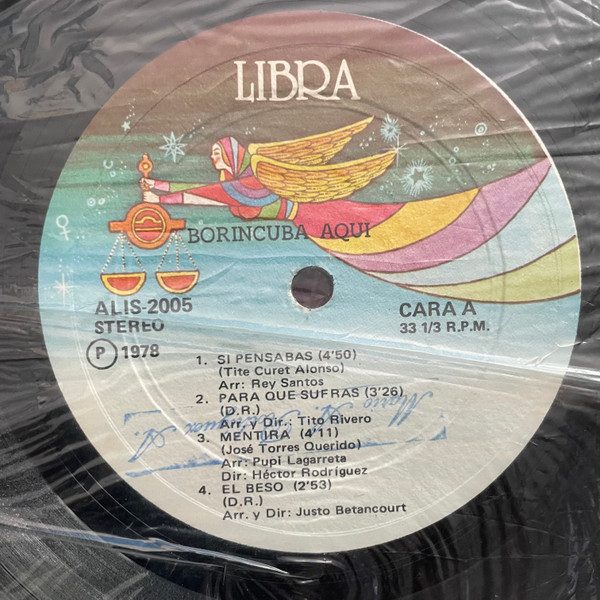 LIBRA
BORINCUBA AQUI
ALIS-2005
STEREO
CARA A
33 1/3 R.P.M.
P 1978
1. SI PENSABAS (4'50)
(Tite Curet Alonso)
Arr: Rey Santos
2. PARA QUE SUFRAS (3'26)
(D.R.)
Arr. y Dir.: Tito Rivero
3. MENTIRA (4'11)
(José Torres Querido)
Arr: Pupi Lagarreta
Dir: Héctor Rodríguez
4. EL BESO (2'53)
(D.R.)
Arr. y Dir: Justo Betancourt